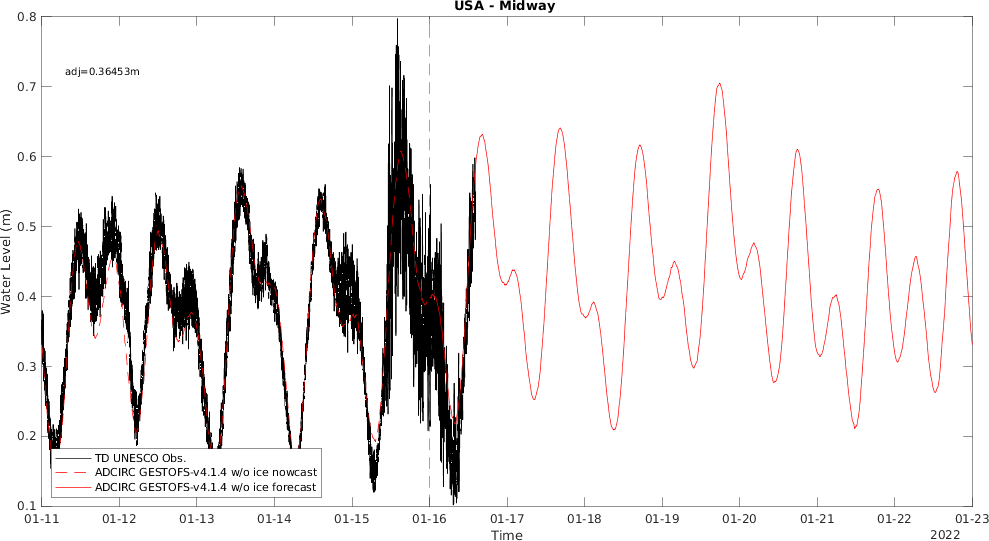 USA - Midway
adj=0.36453m
Water Level (m)
0.8
0.7
0.6
0.5
0.4
0.3
0.2
0.1
TD UNESCO Obs.
ADCIRC GESTOFS-v4.1.4 w/o ice nowcast
ADCIRC GESTOFS-v4.1.4 w/o ice forecast
01-11 01-12 01-13 01-14 01-15 01-16 01-17 01-18 01-19 01-20 01-21 01-22 01-23
Time
2022